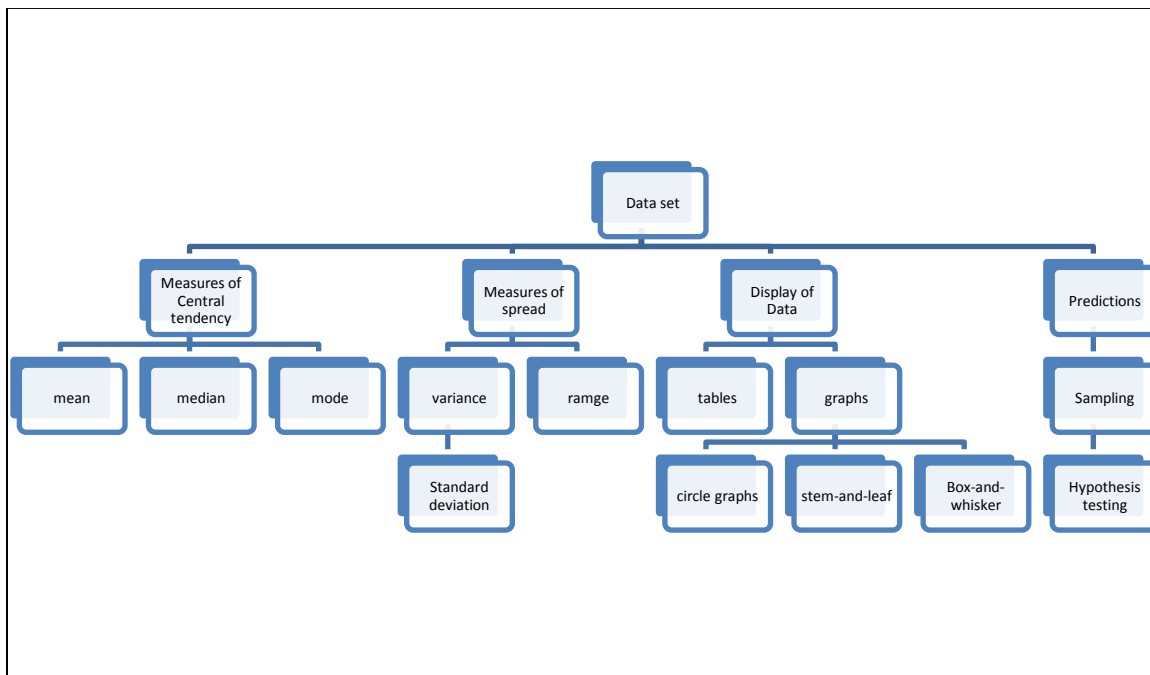 Data set
Measures of
Central
tendency
Measures of
spread
Display of
Data
Predictions
mean
median
mode
variance
ramge
tables
graphs
Sampling
Standard
deviation
circle graphs
stem-and-leaf
Box-and-
whisker
Hypothesis
testing